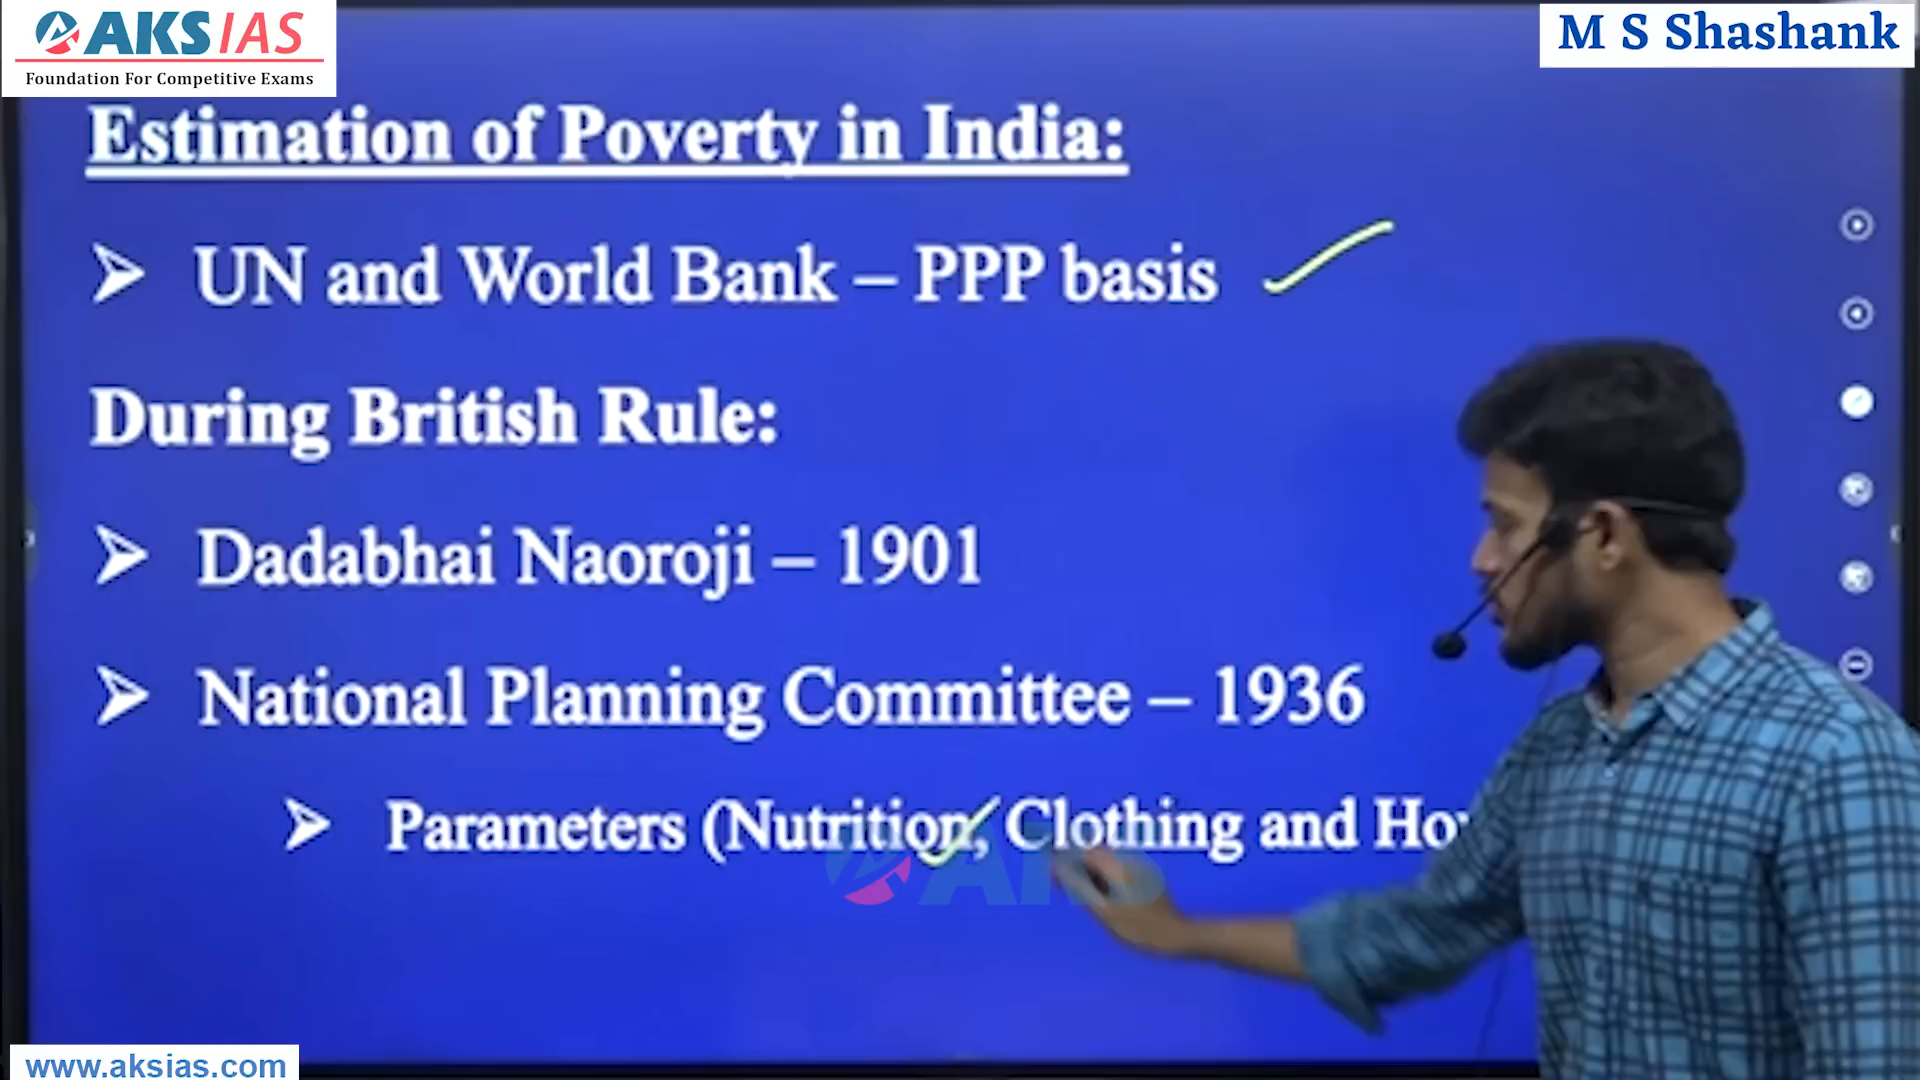 AKS IAS
Foundation For Competitive Exams
M S Shashank
Estimation of Poverty in India:
➢ UN and World Bank – PPP basis
During British Rule:
➢ Dadabhai Naoroji – 1901
➢ National Planning Committee – 1936
➢ Parameters (Nutrition, Clothing and
AKS
www.aksias.com